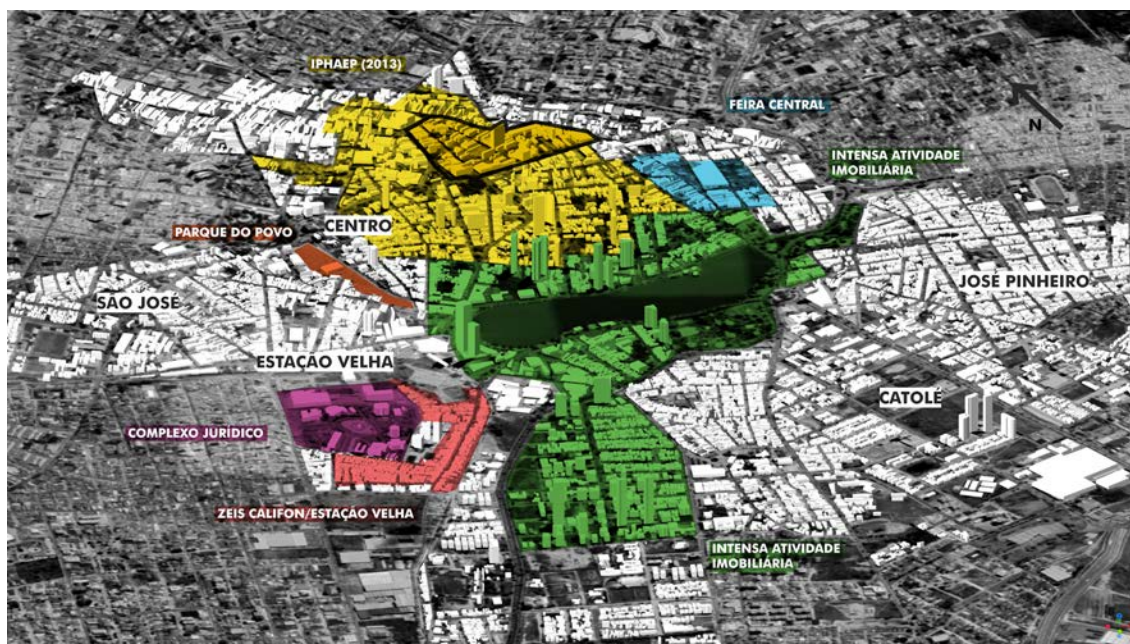 IPHAEP (2013)
FEIRA CENTRAL
N
INTENSA ATIVIDADE
IMOBILIÁRIA
CENTRO
PARQUE DO POVO
JOSÉ PINHEIRO
SÃO JOSÉ
ESTAÇÃO VELHA
CATOLÉ
COMPLEXO JURÍDICO
ZEIS CALIFON/ESTAÇÃO VELHA
INTENSA ATIVIDADE
IMOBILIÁRIA